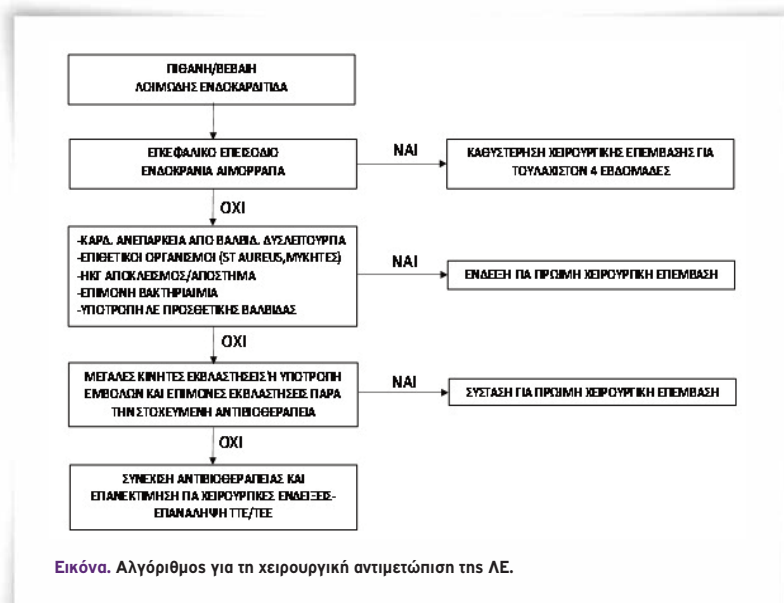 ΠΙΘΑΝΗ/ΒΕΒΑΙΗ
ΛΟΙΜΩΔΗΣ ΕΝΔΟΚΑΡΔΙΤΙΔΑ
ΕΓΚΕΦΑΛΙΚΟ ΕΠΕΙΣΟΔΙΟ
ΕΝΔΟΚΡΑΝΙΑ ΑΙΜΟΡΡΑΓΙΑ
ΝΑΙ
ΚΑΘΥΣΤΕΡΗΣΗ ΧΕΙΡΟΥΡΓΙΚΗΣ ΕΠΕΜΒΑΣΗΣ ΓΙΑ
ΤΟΥΛΑΧΙΣΤΟΝ 4 ΕΒΔΟΜΑΔΕΣ
ΟΧΙ
-ΚΑΡΔ. ΑΝΕΠΑΡΚΕΙΑ ΑΠΟ ΒΑΛΒΙΔ. ΔΥΣΛΕΙΤΟΥΡΓΙΑ
-ΕΠΙΘΕΤΙΚΟΙ ΟΡΓΑΝΙΣΜΟΙ (ST AUREUS,ΜΥΚΗΤΕΣ)
-ΗΚΓ ΑΠΟΚΛΕΙΣΜΟΣ/ΑΠΟΣΤΗΜΑ
-ΕΠΙΜΟΝΗ ΒΑΚΤΗΡΙΑΙΜΙΑ
-ΥΠΟΤΡΟΠΗ ΛΕ ΠΡΟΣΘΕΤΙΚΗΣ ΒΑΛΒΙΔΑΣ
ΝΑΙ
ΕΝΔΕΙΞΗ ΓΙΑ ΠΡΩΙΜΗ ΧΕΙΡΟΥΡΓΙΚΗ ΕΠΕΜΒΑΣΗ
ΟΧΙ
ΜΕΓΑΛΕΣ ΚΙΝΗΤΕΣ ΕΚΒΛΑΣΤΗΣΕΙΣ Ή ΥΠΟΤΡΟΠΗ
ΕΜΒΟΛΩΝ ΚΑΙ ΕΠΙΜΟΝΕΣ ΕΚΒΛΑΣΤΗΣΕΙΣ ΠΑΡΑ
ΤΗΝ ΣΤΟΧΕΥΜΕΝΗ ΑΝΤΙΒΙΟΘΕΡΑΠΕΙΑ
ΝΑΙ
ΣΥΣΤΑΣΗ ΓΙΑ ΠΡΩΙΜΗ ΧΕΙΡΟΥΡΓΙΚΗ ΕΠΕΜΒΑΣΗ
ΟΧΙ
ΣΥΝΕΧΙΣΗ ΑΝΤΙΒΙΟΘΕΡΑΠΕΙΑΣ ΚΑΙ
ΕΠΑΝΕΚΤΙΜΗΣΗ ΓΙΑ ΧΕΙΡΟΥΡΓΙΚΕΣ ΕΝΔΕΙΞΕΙΣ-
ΕΠΑΝΑΛΗΨΗ ΤΤΕ/ΤΕΕ
Εικόνα. Αλγόριθμος για τη χειρουργική αντιμετώπιση της ΛΕ.